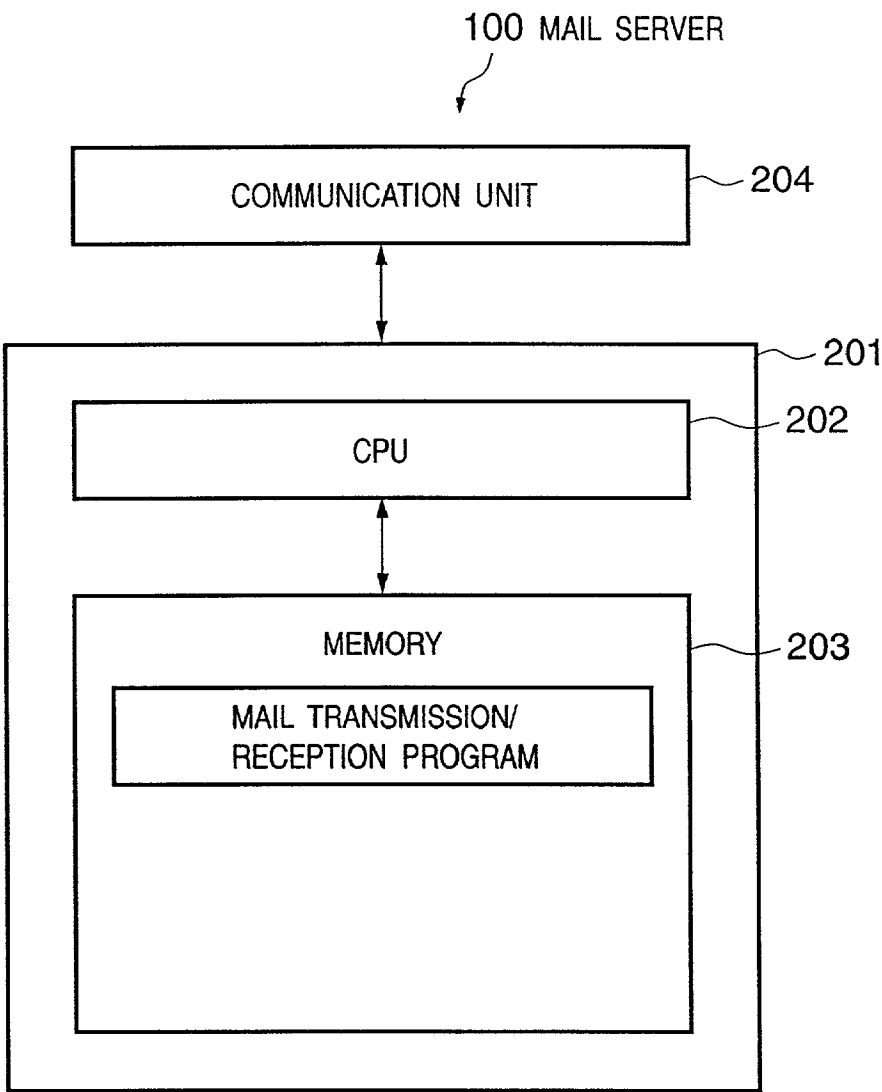 100 MAIL SERVER
COMMUNICATION UNIT
204
201
CPU
202
MEMORY
203
MAIL TRANSMISSION/
RECEPTION PROGRAM